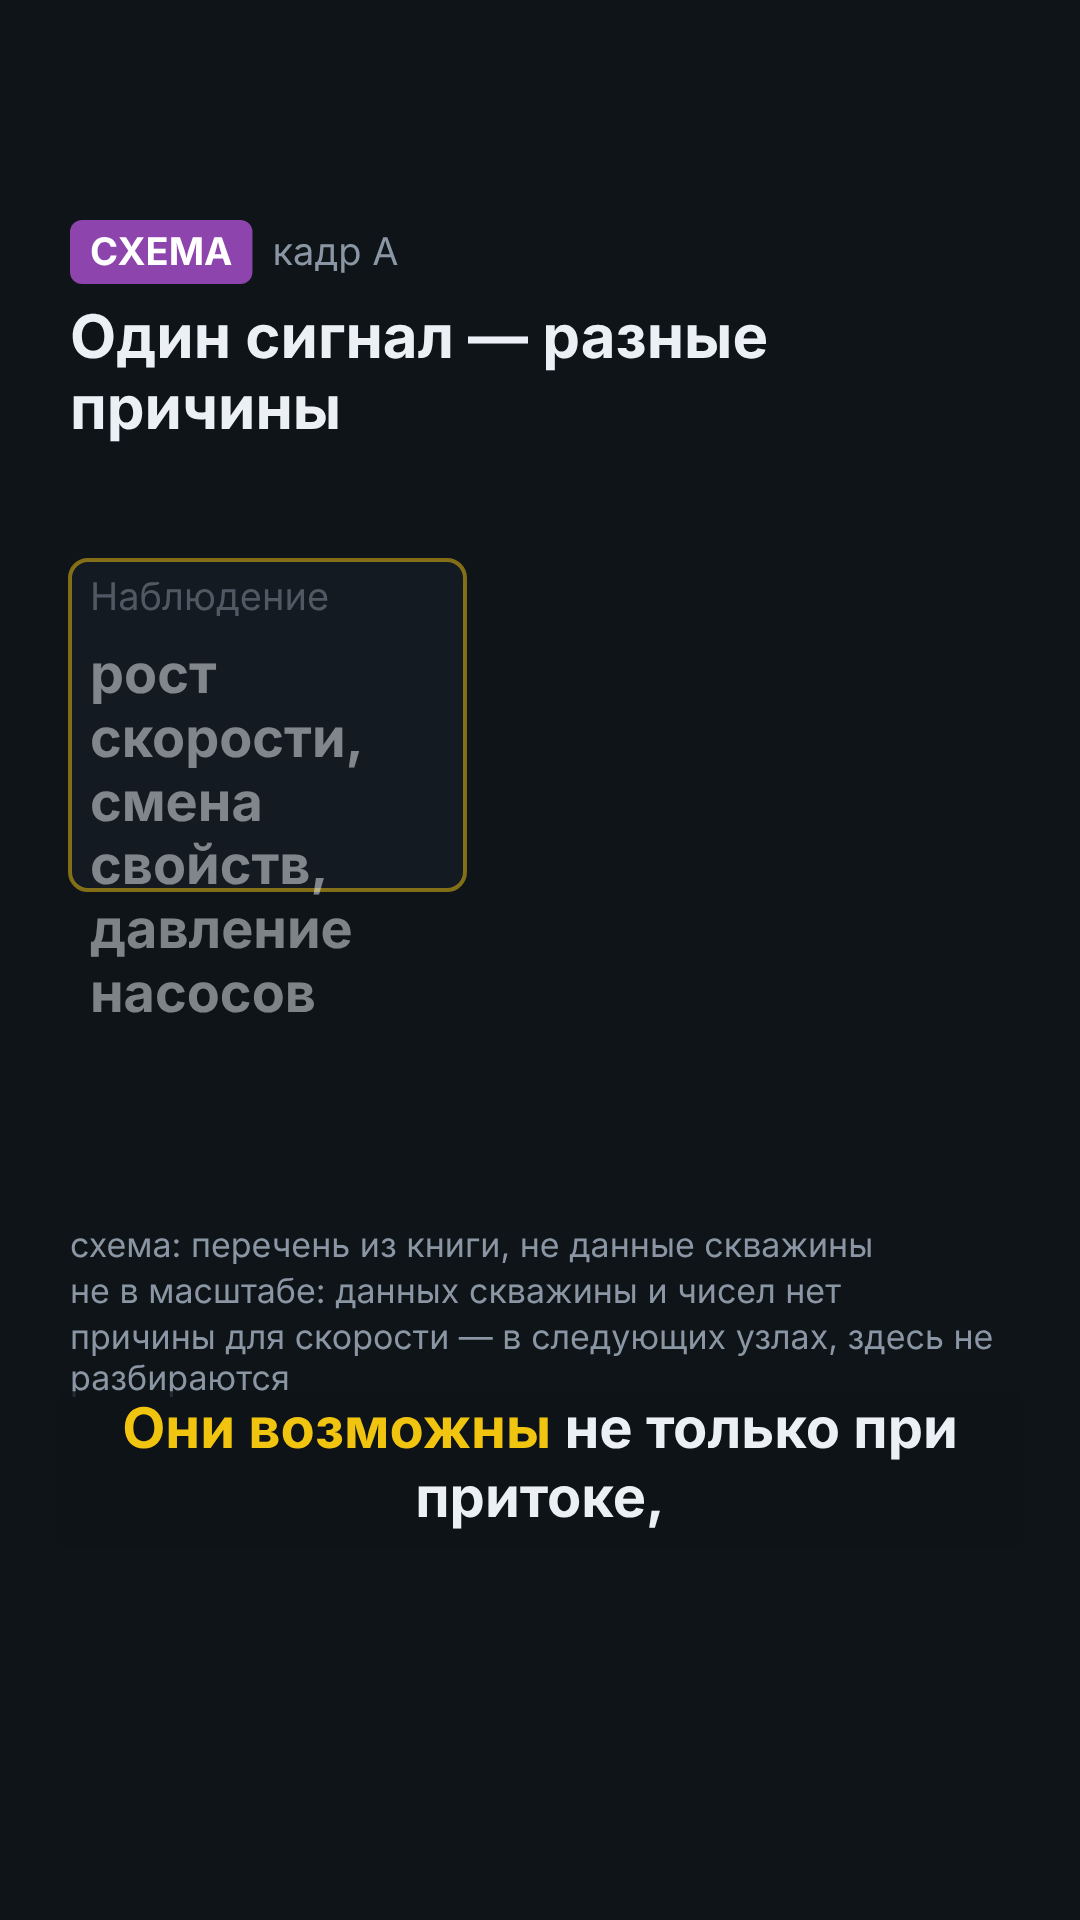 СХЕМА кадр А
Один сигнал — разные
причины
Наблюдение
рост
скорости,
смена
свойств,
давление
насосов
схема: перечень из книги, не данные скважины
не в масштабе: данных скважины и чисел нет
причины для скорости — в следующих узлах, здесь не
разбираются
Они возможны не только при
притоке,